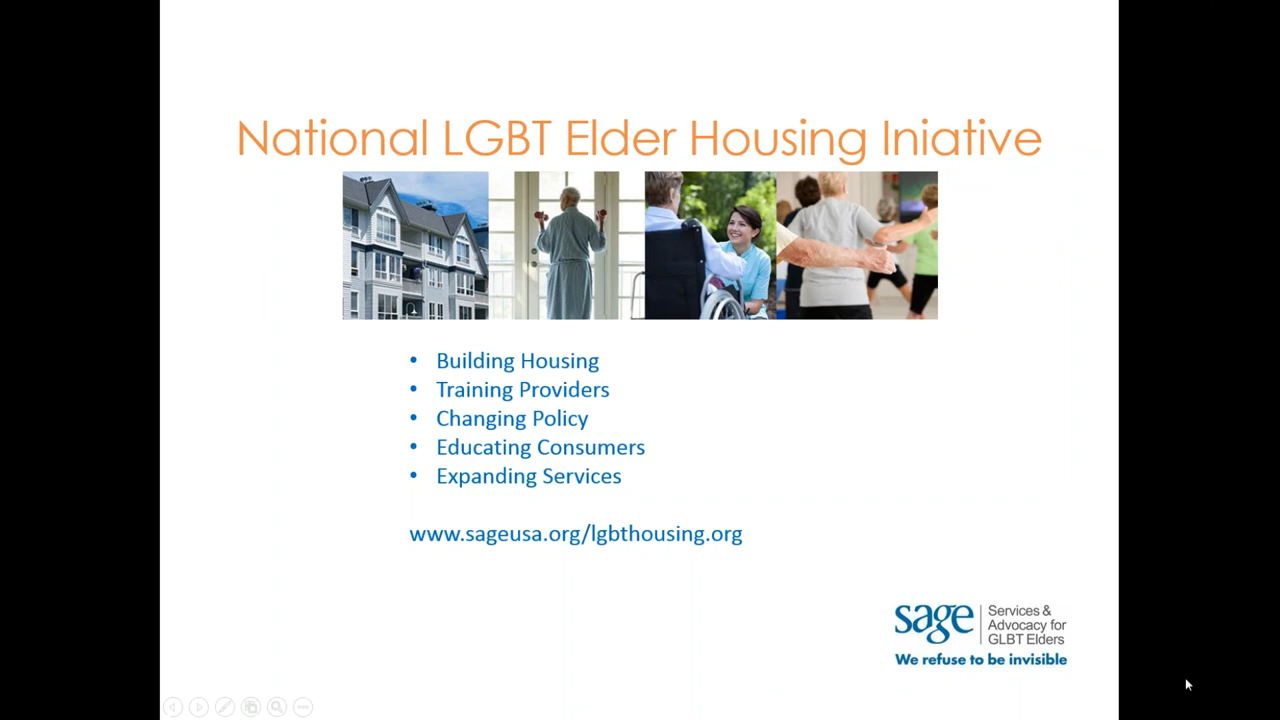 National LGBT Elder Housing Iniative
• Building Housing
• Training Providers
• Changing Policy
• Educating Consumers
• Expanding Services
www.sageusa.org/lgbthousing.org
sage
Services &
Advocacy for
GLBT Elders
We refuse to be invisible